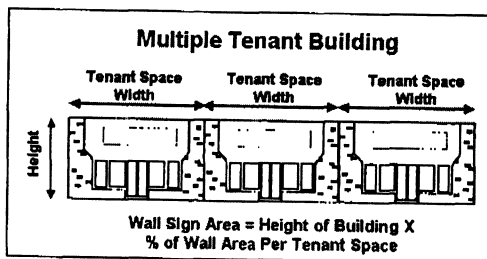 Multiple Tenant Building
Tenant Space Width
Tenant Space Width
Tenant Space Width
Height
Wall Sign Area = Height of Building X
% of Wall Area Per Tenant Space